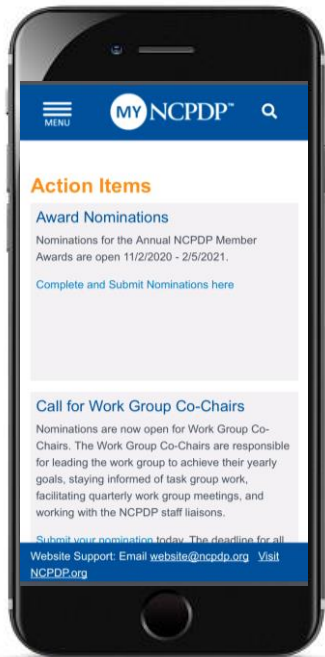 MENU
MY NCPDP™
Action Items
Award Nominations
Nominations for the Annual NCPDP Member
Awards are open 11/2/2020 - 2/5/2021.
Complete and Submit Nominations here
Call for Work Group Co-Chairs
Nominations are now open for Work Group Co-
Chairs. The Work Group Co-Chairs are responsible
for leading the work group to achieve their yearly
goals, staying informed of task group work,
facilitating quarterly work group meetings, and
working with the NCPDP staff liaisons.
Submit your nomination today. The deadline for all
Website Support: Email website@ncpdp.org Visit
NCPDP.org